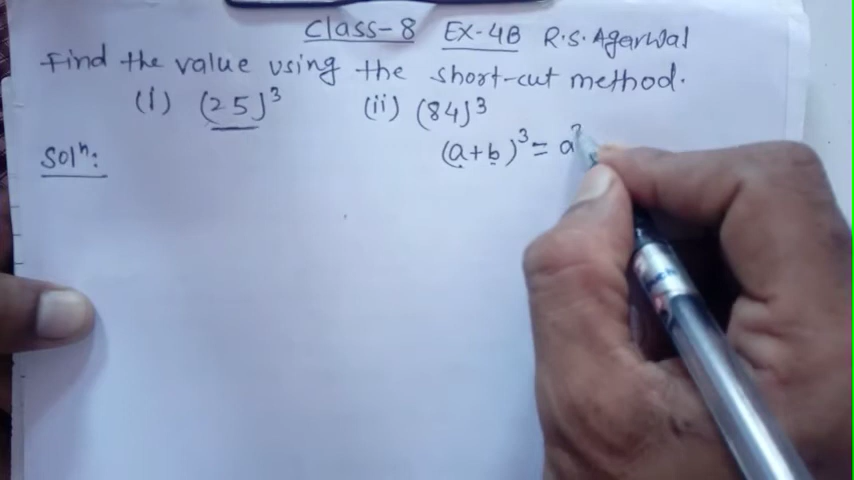 Class-8 EX-4B R.S. Agarwal
Find the value using the short-cut method.
(i) (25)³ (ii) (84)³
Solⁿ:
(a+b)³ = a³